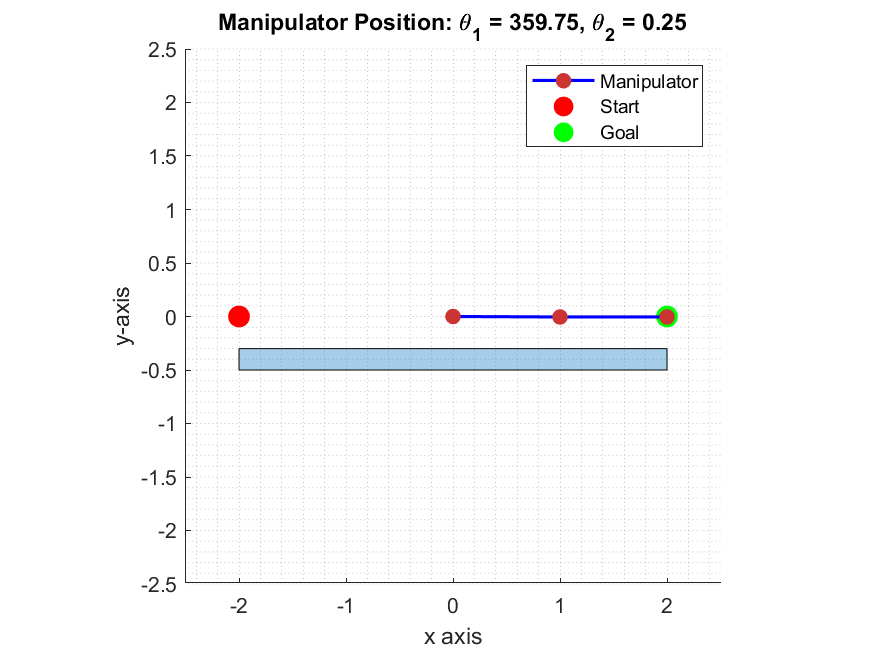 Manipulator Position: θ1 = 359.75, θ2 = 0.25
2.5
2
1.5
1
0.5
0
-0.5
-1
-1.5
-2
-2.5
y-axis
Manipulator
Start
Goal
-2
-1
0
1
2
x axis